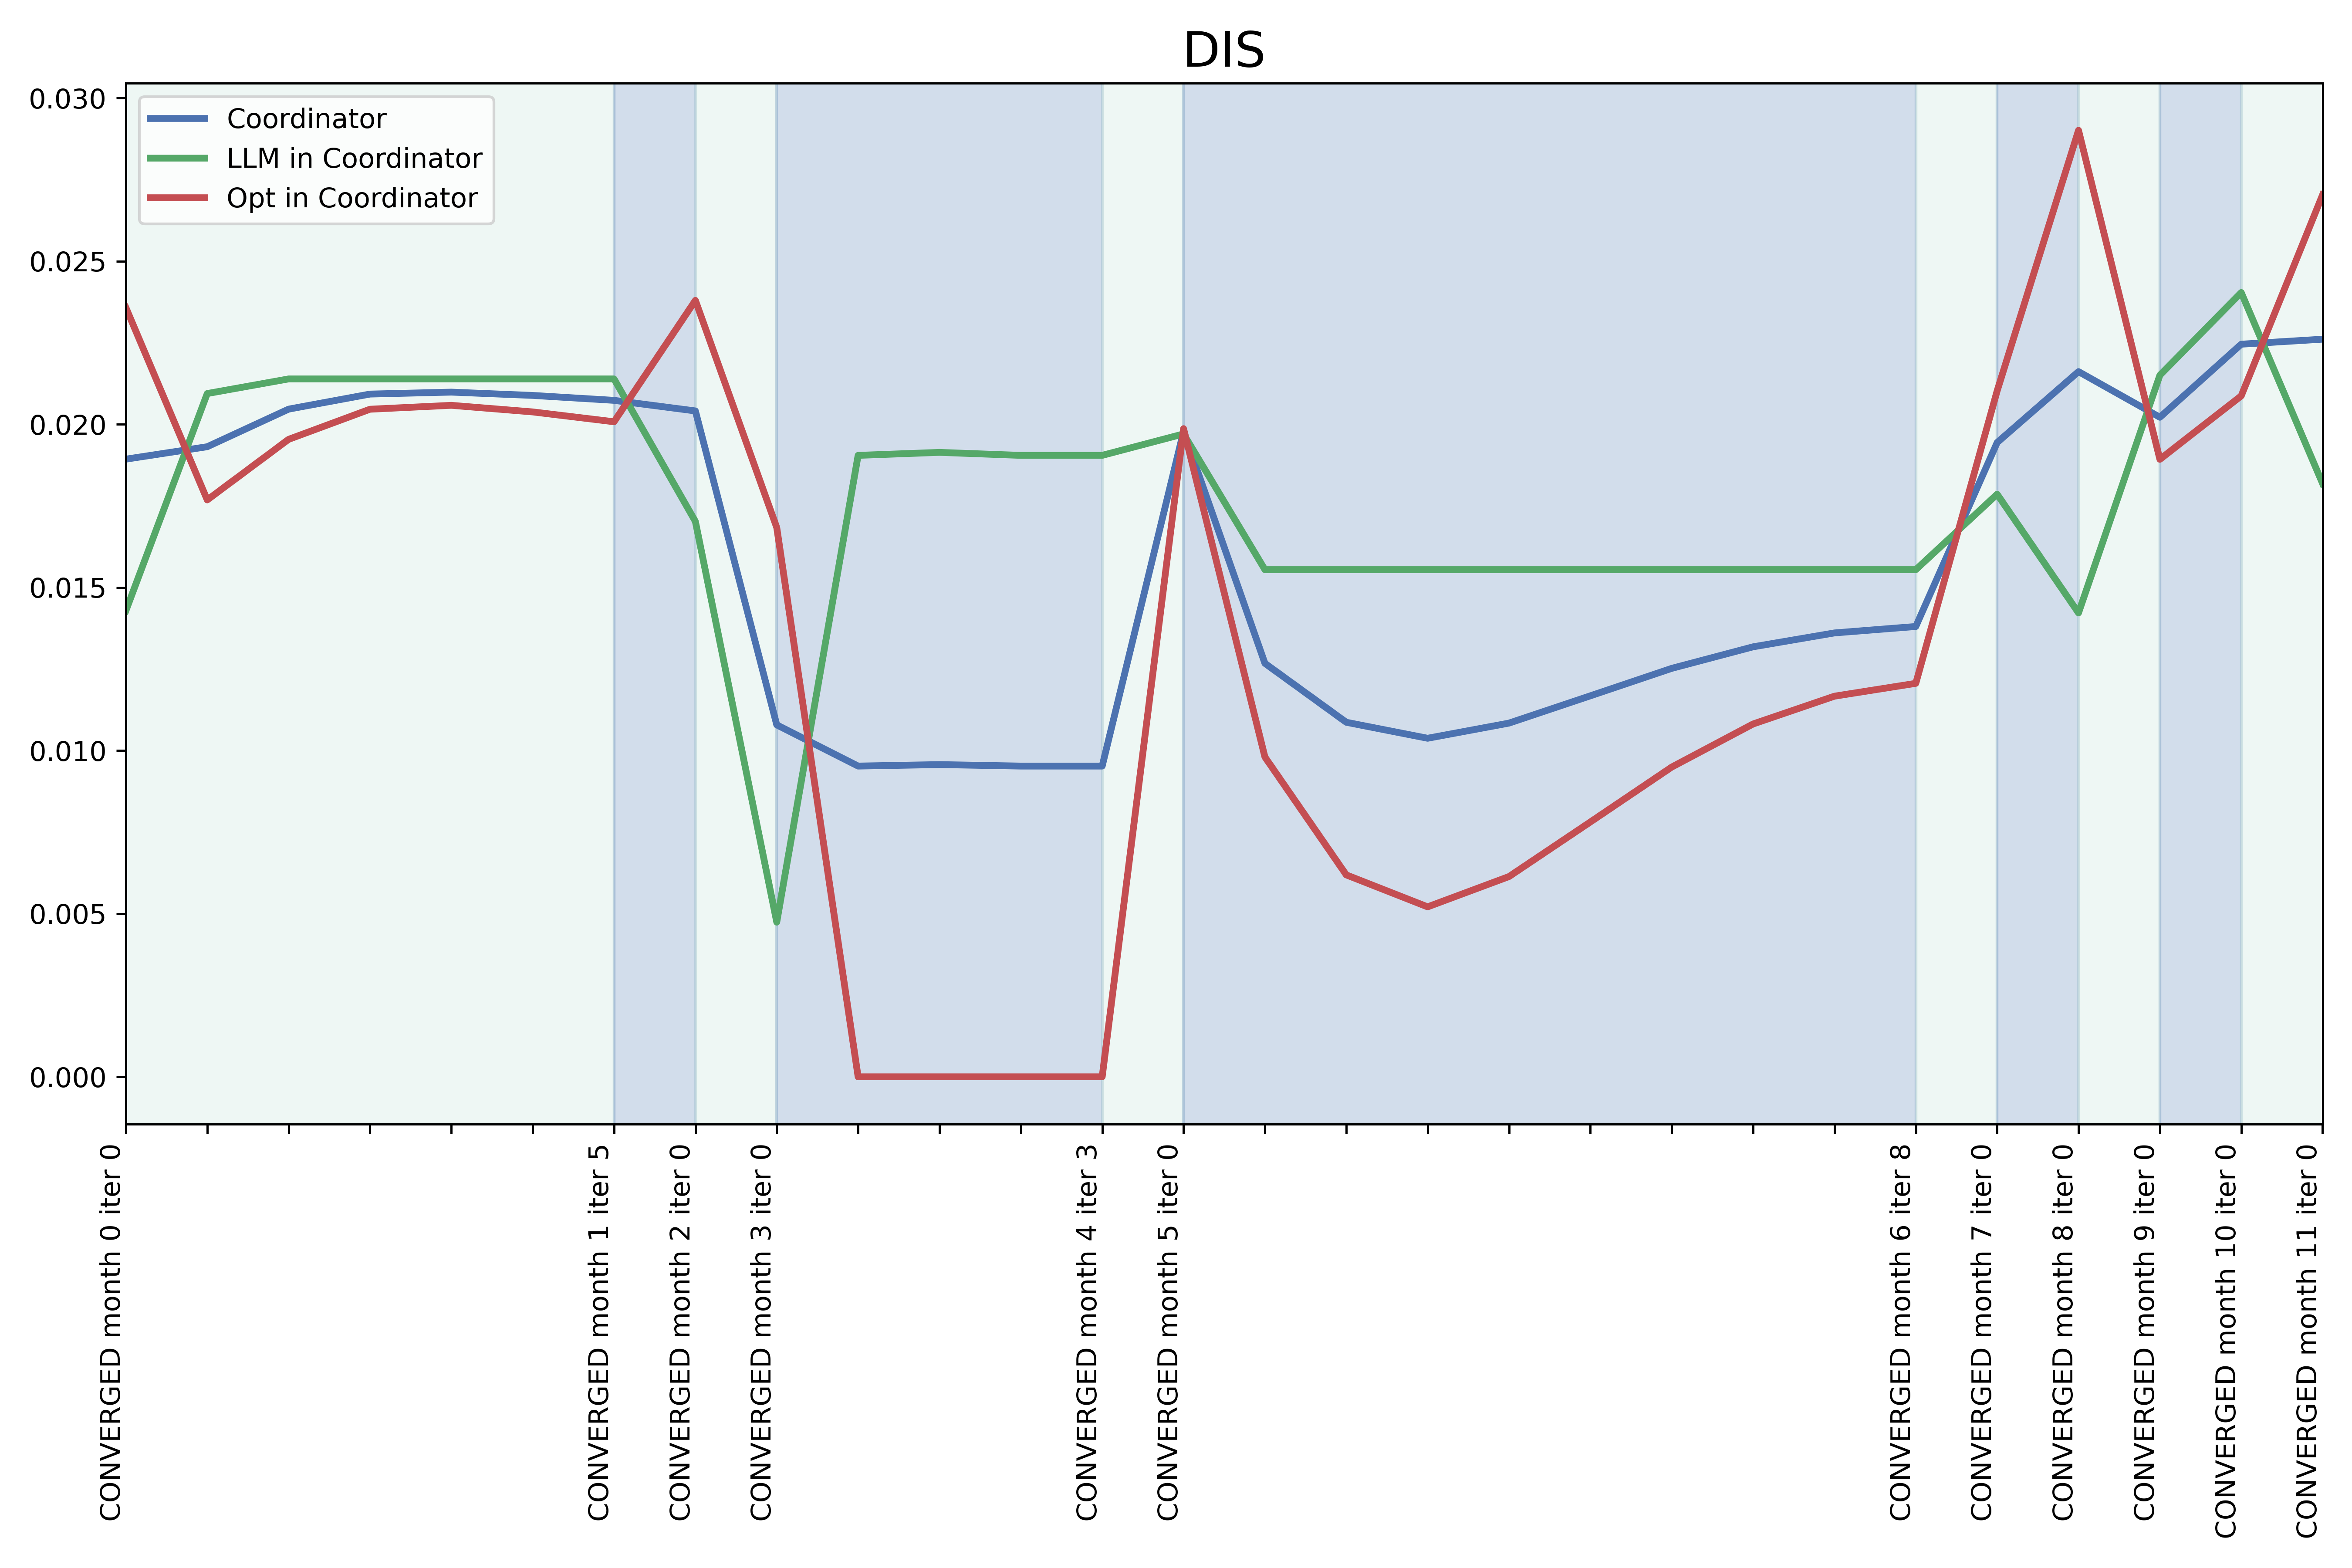 DIS
0.030
0.025
0.020
0.015
0.010
0.005
0.000
Coordinator
LLM in Coordinator
Opt in Coordinator
CONVERGED month 0 iter 0
CONVERGED month 1 iter 5
CONVERGED month 2 iter 0
CONVERGED month 3 iter 0
CONVERGED month 4 iter 3
CONVERGED month 5 iter 0
CONVERGED month 6 iter 8
CONVERGED month 7 iter 0
CONVERGED month 8 iter 0
CONVERGED month 9 iter 0
CONVERGED month 10 iter 0
CONVERGED month 11 iter 0